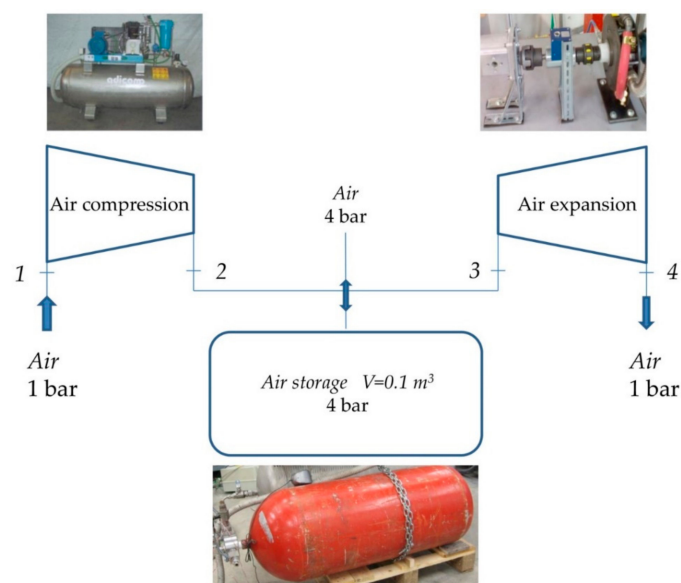 Air compression
Air
4 bar
Air expansion
1
2
3
4
Air
1 bar
Air storage V=0.1 m³
4 bar
Air
1 bar